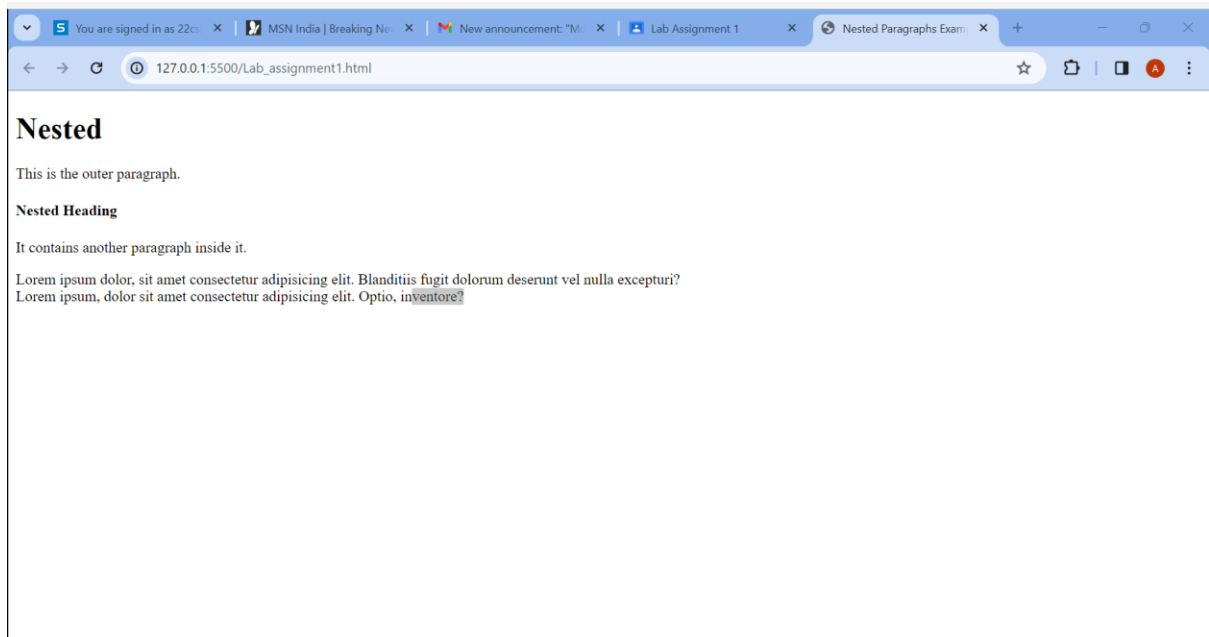 You are signed in as 22cs
MSN India | Breaking Ne
New announcement: "Mo
Lab Assignment 1
Nested Paragraphs Exam
127.0.0.1:5500/Lab_assignment1.html
A
Nested
This is the outer paragraph.
Nested Heading
It contains another paragraph inside it.
Lorem ipsum dolor, sit amet consectetur adipisicing elit. Blanditiis fugit dolorum deserunt vel nulla excepturi?
Lorem ipsum, dolor sit amet consectetur adipisicing elit. Optio, inventore?